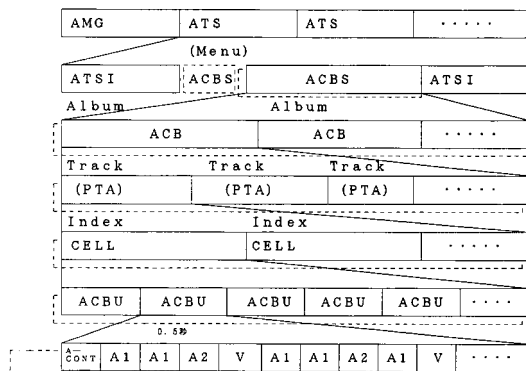 AMG ATS ATS ·····
(Menu)
ATSI ACBS ACBS ATSI
Album Album
ACB ACB ·····
Track Track Track
(PTA) (PTA) (PTA) ·····
Index Index
CELL CELL ·····
ACBU ACBU ACBU ACBU ACBU ····
0.5秒
A-CONT A1 A1 A2 V A1 A1 A2 A1 V ····